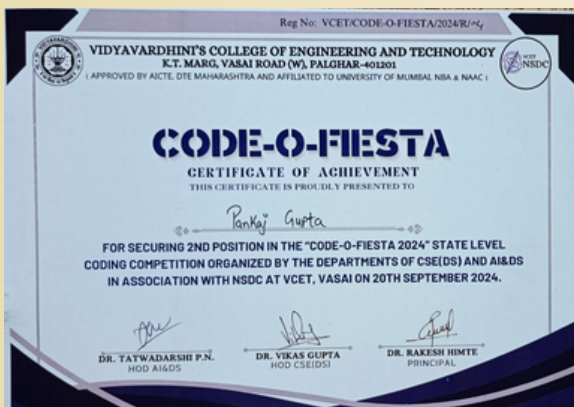 Reg No: VCET/CODE-O-FIESTA/2024/R/04
VIDYAVARDHINI'S COLLEGE OF ENGINEERING AND TECHNOLOGY
K.T. MARG, VASAI ROAD (W), PALGHAR-401201
( APPROVED BY AICTE, DTE MAHARASHTRA AND AFFILIATED TO UNIVERSITY OF MUMBAI, NBA & NAAC )
VCET
NSDC
CODE-O-FIESTA
CERTIFICATE OF ACHIEVEMENT
THIS CERTIFICATE IS PROUDLY PRESENTED TO
Pankaj Gupta
FOR SECURING 2ND POSITION IN THE "CODE-O-FIESTA 2024" STATE LEVEL
CODING COMPETITION ORGANIZED BY THE DEPARTMENTS OF CSE(DS) AND AI&DS
IN ASSOCIATION WITH NSDC AT VCET, VASAI ON 20TH SEPTEMBER 2024.
DR. TATWADARSHI P.N. DR. VIKAS GUPTA DR. RAKESH HIMTE
HOD AI&DS HOD CSE(DS) PRINCIPAL